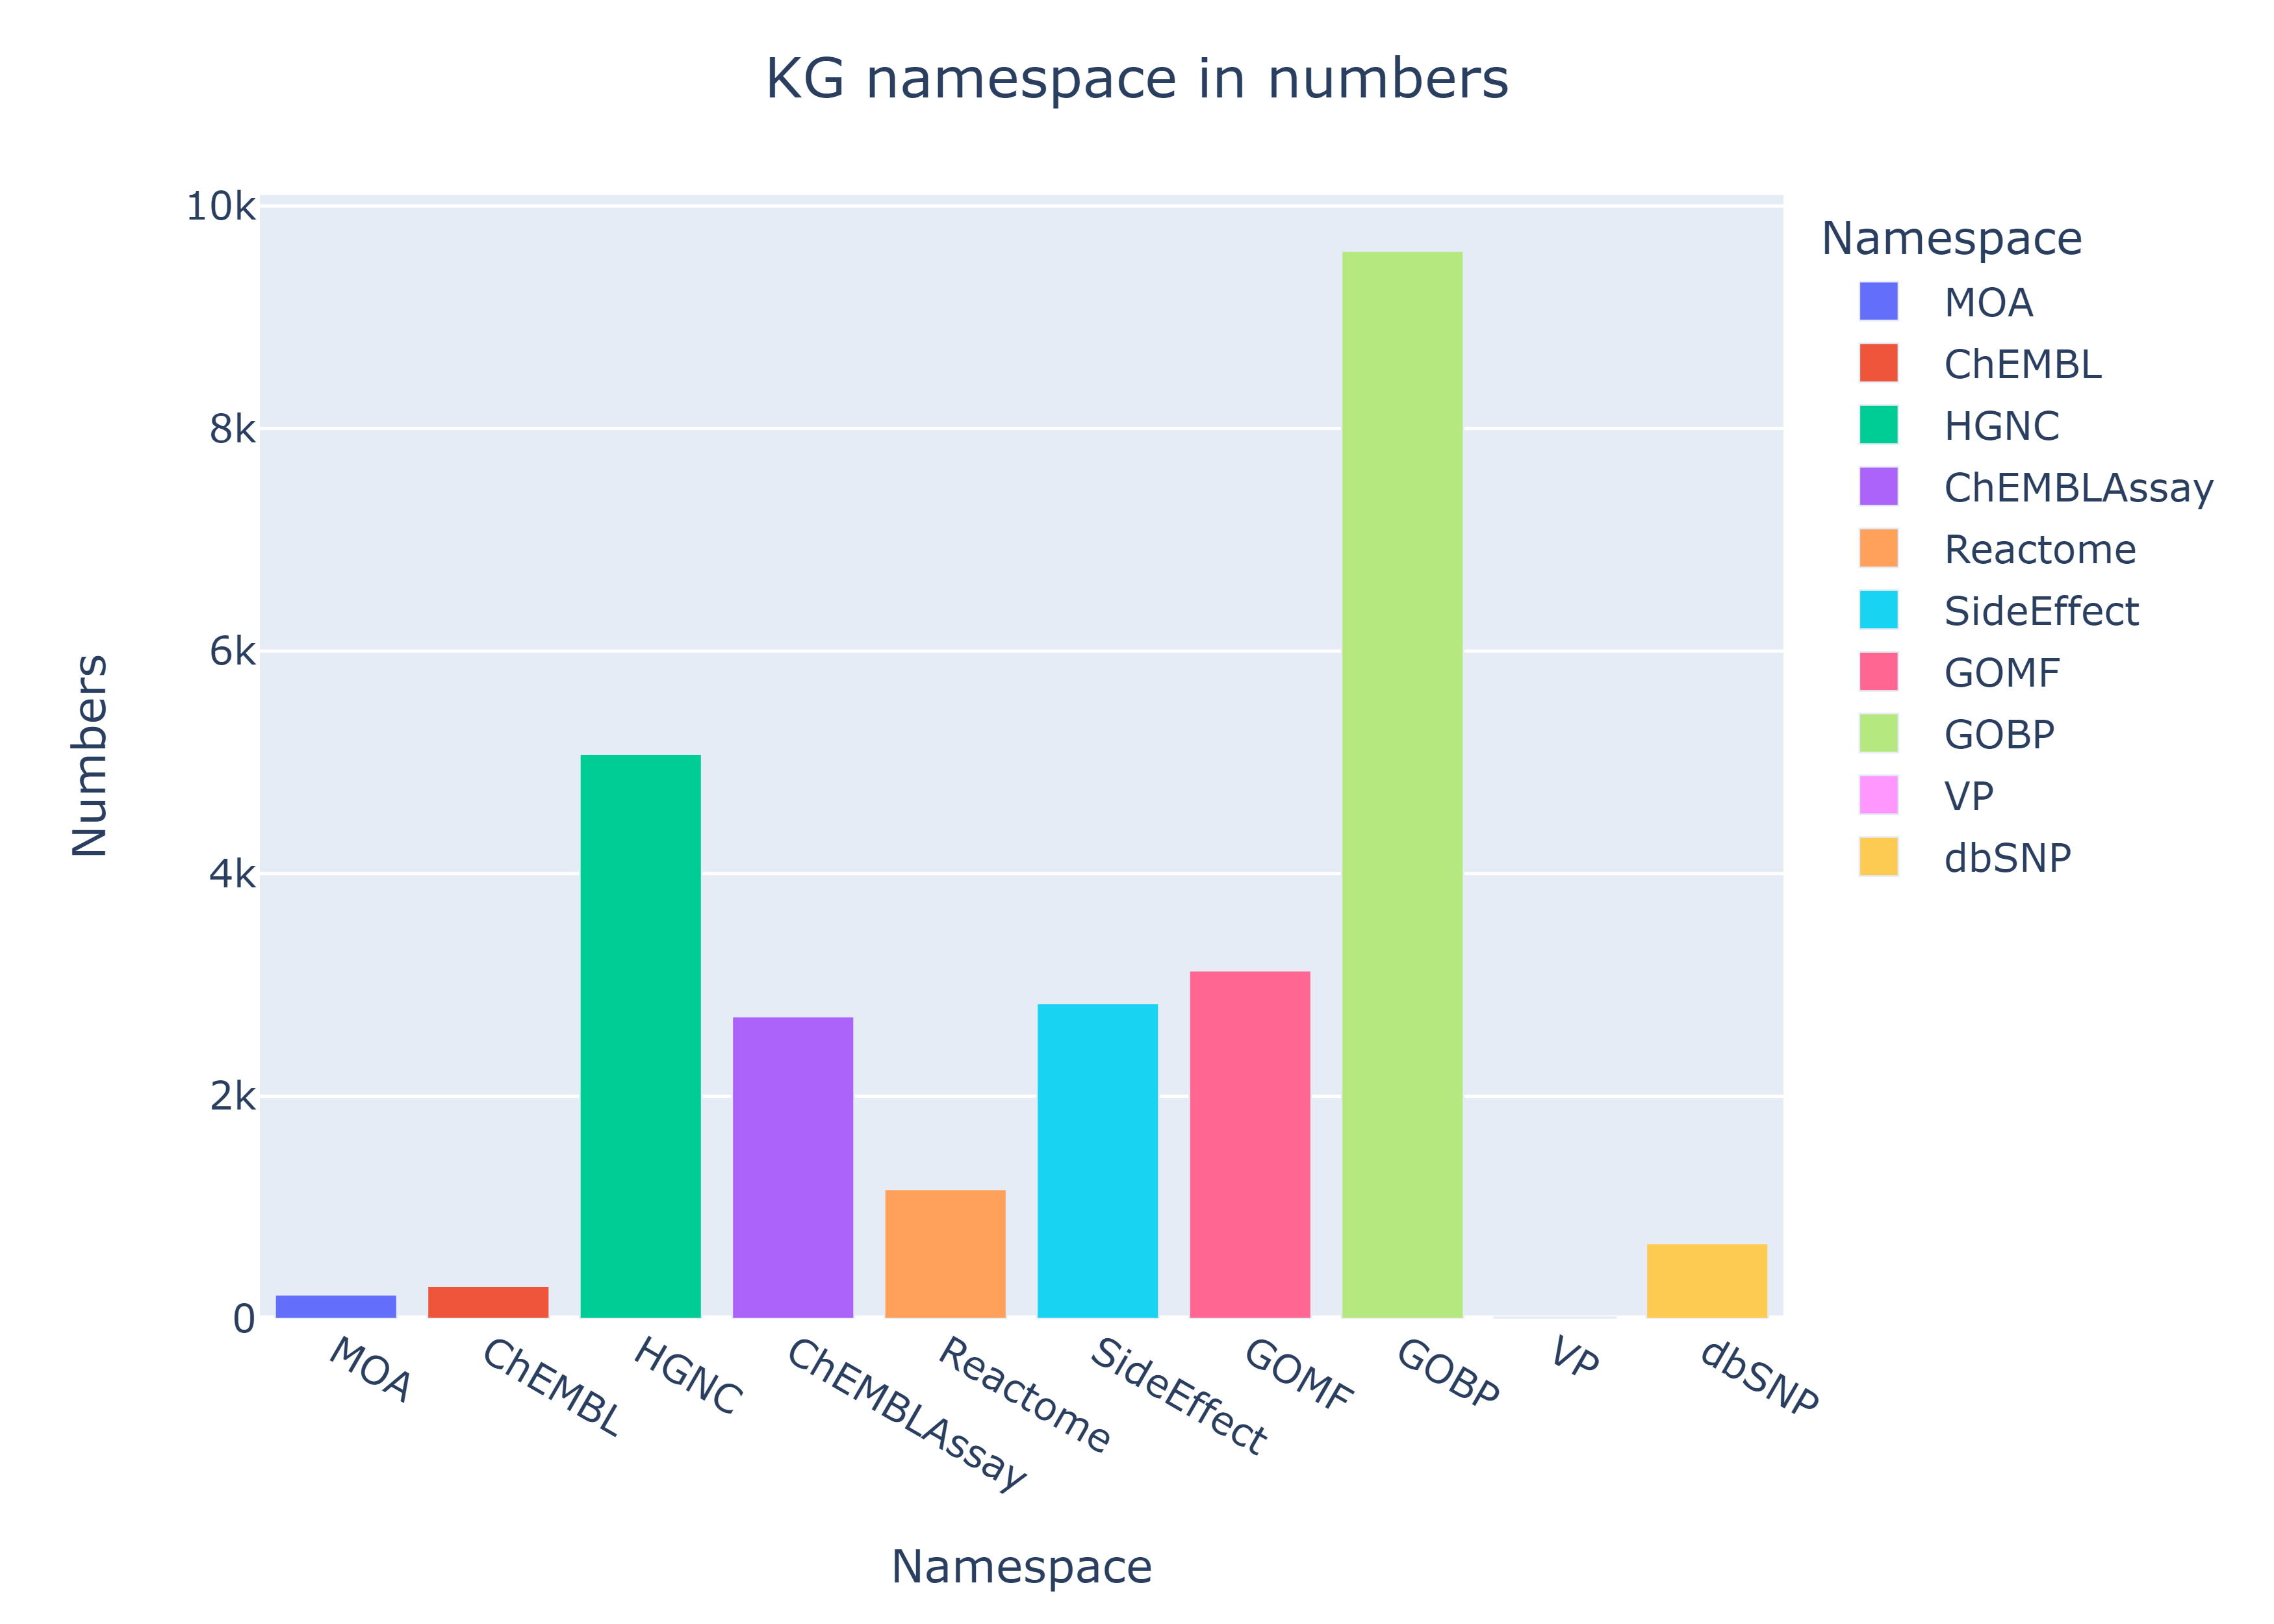 KG namespace in numbers
10k
8k
6k
4k
2k
0
Numbers
MOA
ChEMBL
HGNC
ChEMBLAssay
Reactome
SideEffect
GOMF
GOBP
VP
dbSNP
Namespace
Namespace
MOA
ChEMBL
HGNC
ChEMBLAssay
Reactome
SideEffect
GOMF
GOBP
VP
dbSNP